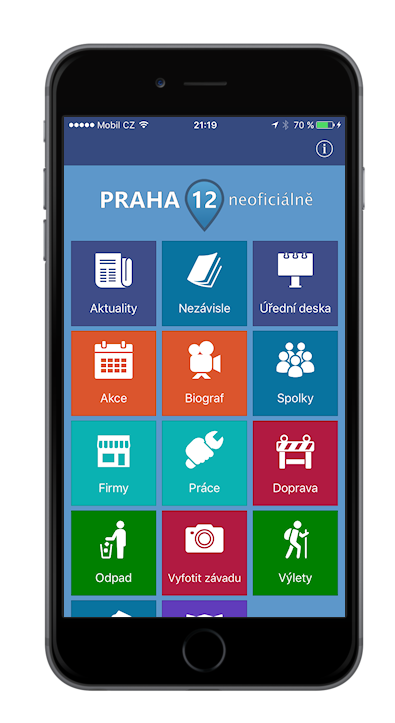 Mobil CZ 21:19 70 %
PRAHA 12 neoficiálně
Aktuality Nezávisle Úřední deska
Akce Biograf Spolky
Firmy Práce Doprava
Odpad Vyfotit závadu Výlety